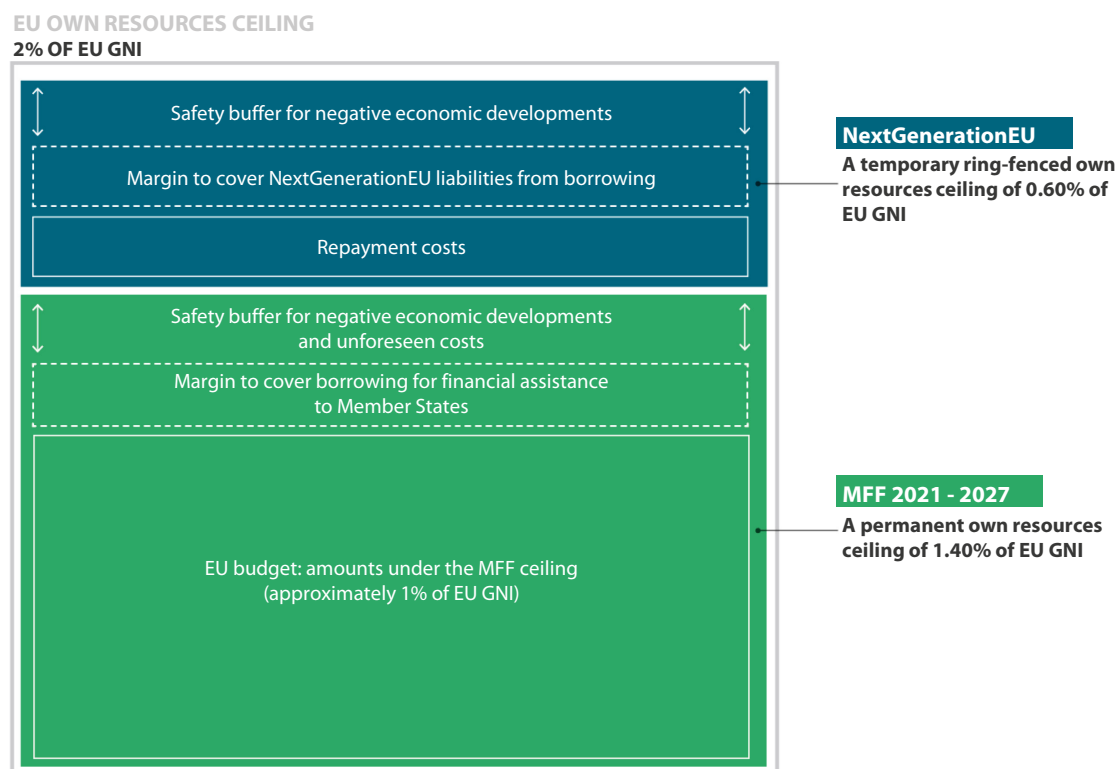 EU OWN RESOURCES CEILING
2% OF EU GNI
Safety buffer for negative economic developments
Margin to cover NextGenerationEU liabilities from borrowing
Repayment costs
NextGenerationEU
A temporary ring-fenced own
resources ceiling of 0.60% of
EU GNI
Safety buffer for negative economic developments
and unforeseen costs
Margin to cover borrowing for financial assistance
to Member States
EU budget: amounts under the MFF ceiling
(approximately 1% of EU GNI)
MFF 2021 - 2027
A permanent own resources
ceiling of 1.40% of EU GNI